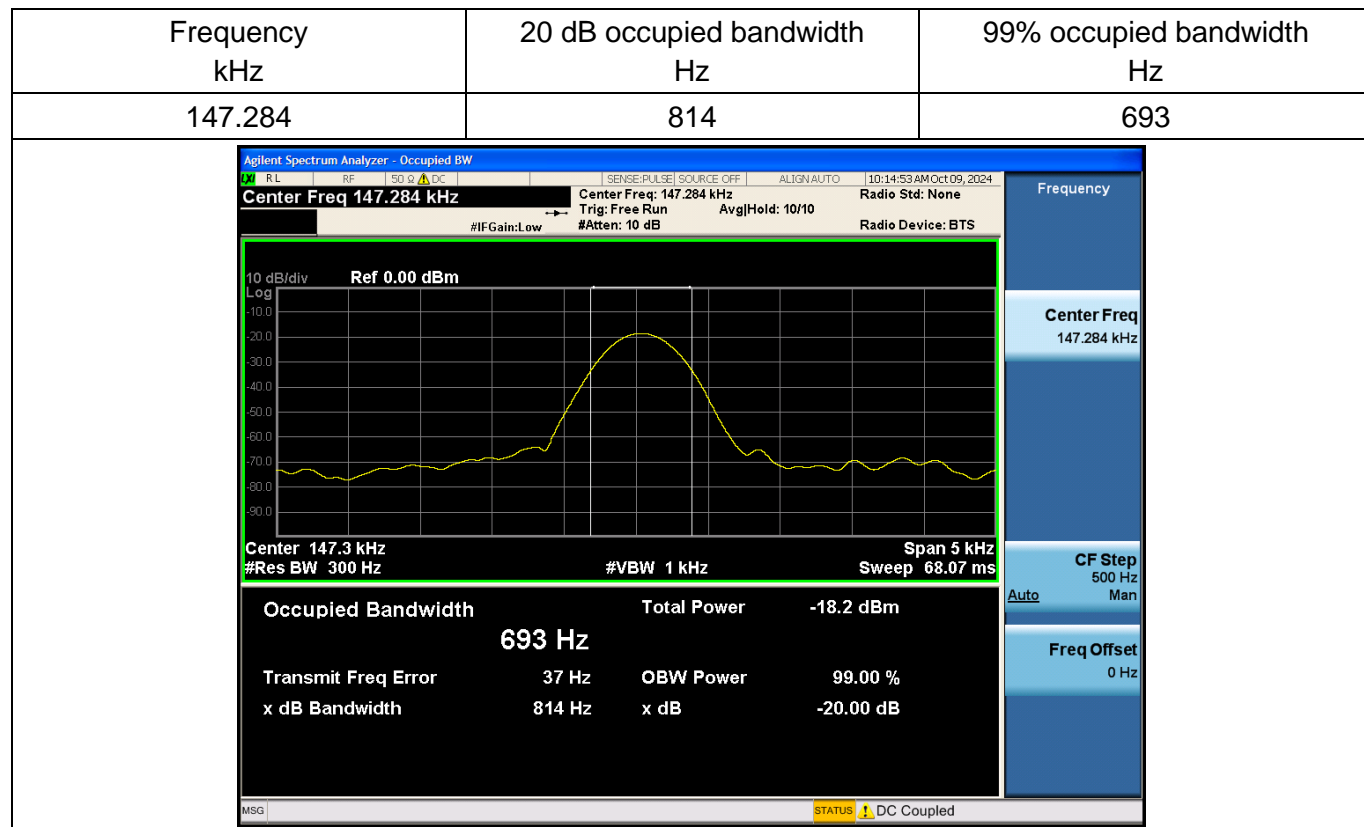 Frequency
kHz
20 dB occupied bandwidth
Hz
99% occupied bandwidth
Hz
147.284
814
693
Agilent Spectrum Analyzer - Occupied BW
LXI RL RF 50 Ω DC SENSE:PULSE SOURCE OFF ALIGN AUTO 10:14:53 AM Oct 09, 2024
Center Freq 147.284 kHz
#IFGain:Low
Center Freq: 147.284 kHz
Trig: Free Run Avg|Hold: 10/10
#Atten: 10 dB
Radio Std: None
Radio Device: BTS
10 dB/div Ref 0.00 dBm
Log
-10.0
-20.0
-30.0
-40.0
-50.0
-60.0
-70.0
-80.0
-90.0
Center 147.3 kHz Span 5 kHz
#Res BW 300 Hz #VBW 1 kHz Sweep 68.07 ms
Occupied Bandwidth Total Power -18.2 dBm
693 Hz
Transmit Freq Error 37 Hz OBW Power 99.00 %
x dB Bandwidth 814 Hz x dB -20.00 dB
MSG STATUS DC Coupled
Frequency
Center Freq
147.284 kHz
CF Step
500 Hz
Auto Man
Freq Offset
0 Hz